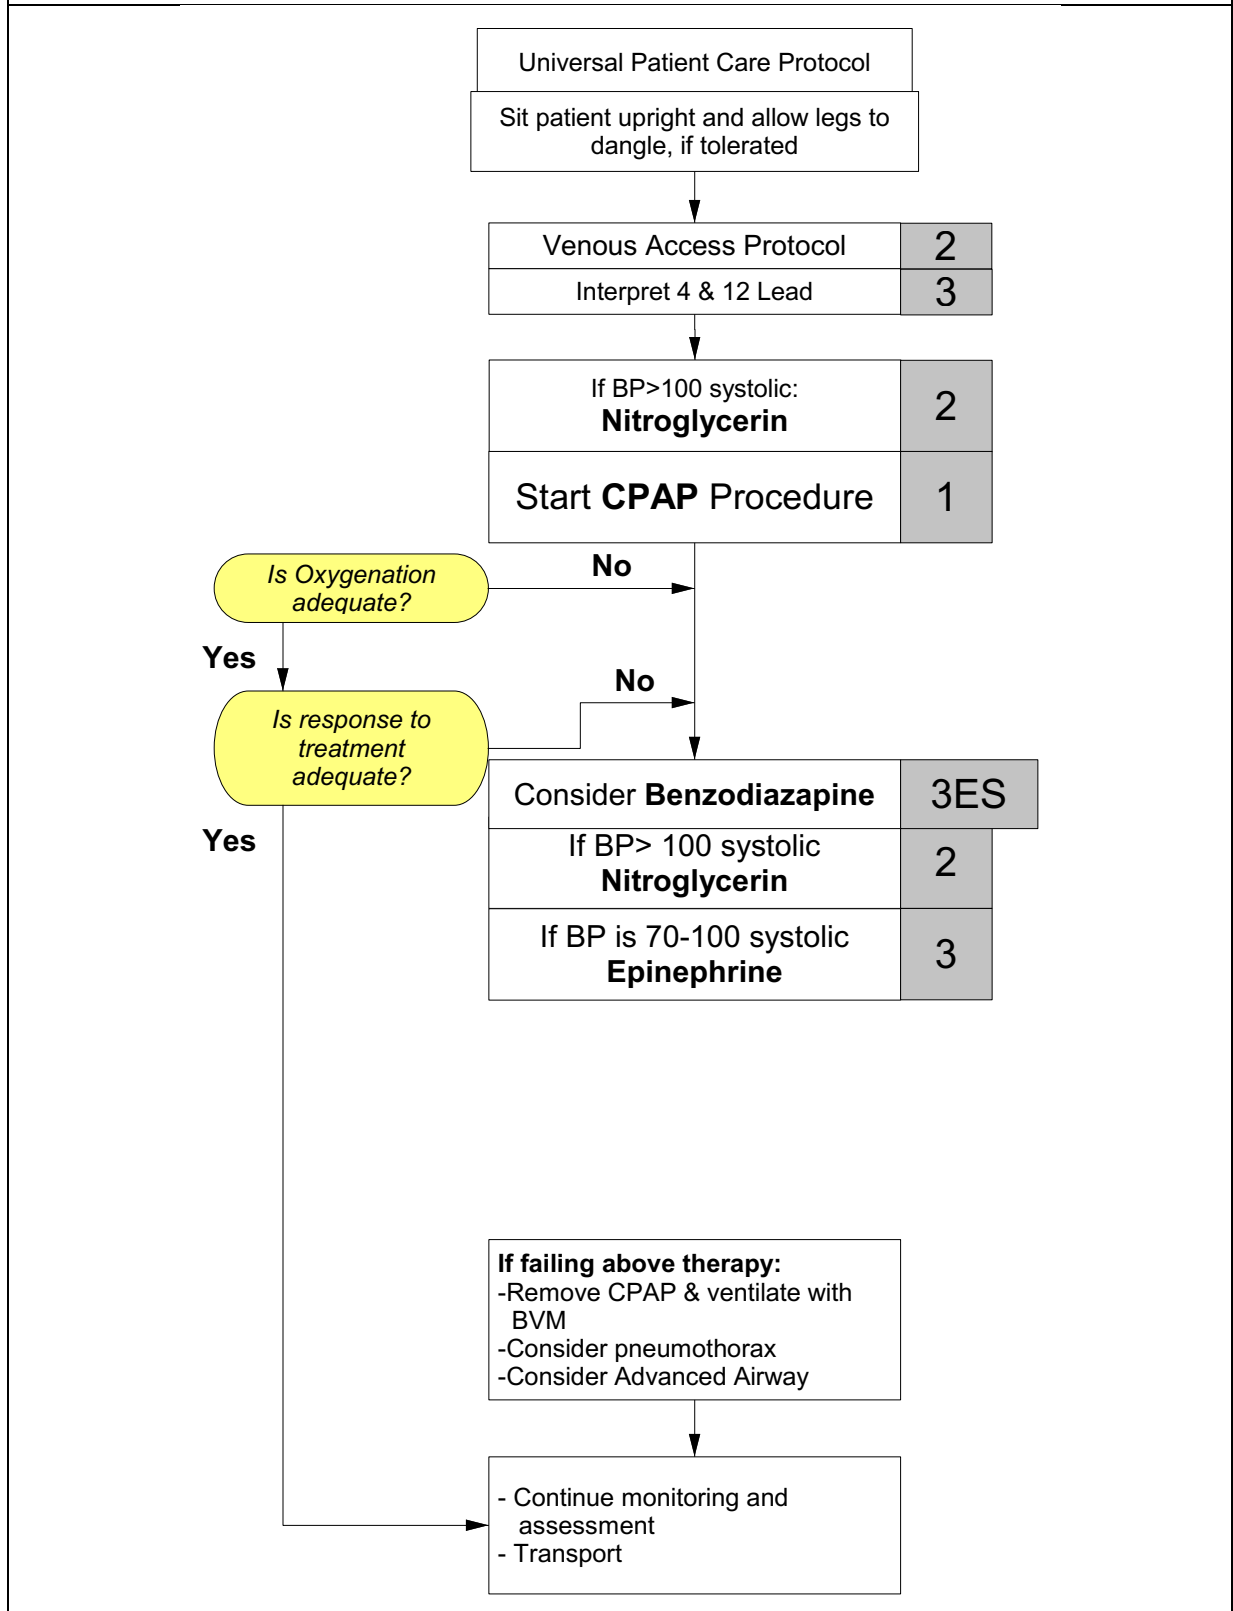 Universal Patient Care Protocol
Sit patient upright and allow legs to
dangle, if tolerated
Venous Access Protocol
2
Interpret 4 & 12 Lead
3
If BP>100 systolic:
Nitroglycerin
2
Start CPAP Procedure
1
Is Oxygenation
adequate?
No
Yes
Is response to
treatment
adequate?
No
Yes
Consider Benzodiazapine
3ES
If BP> 100 systolic
Nitroglycerin
2
If BP is 70-100 systolic
Epinephrine
3
If failing above therapy:
-Remove CPAP & ventilate with
BVM
-Consider pneumothorax
-Consider Advanced Airway
- Continue monitoring and
assessment
- Transport